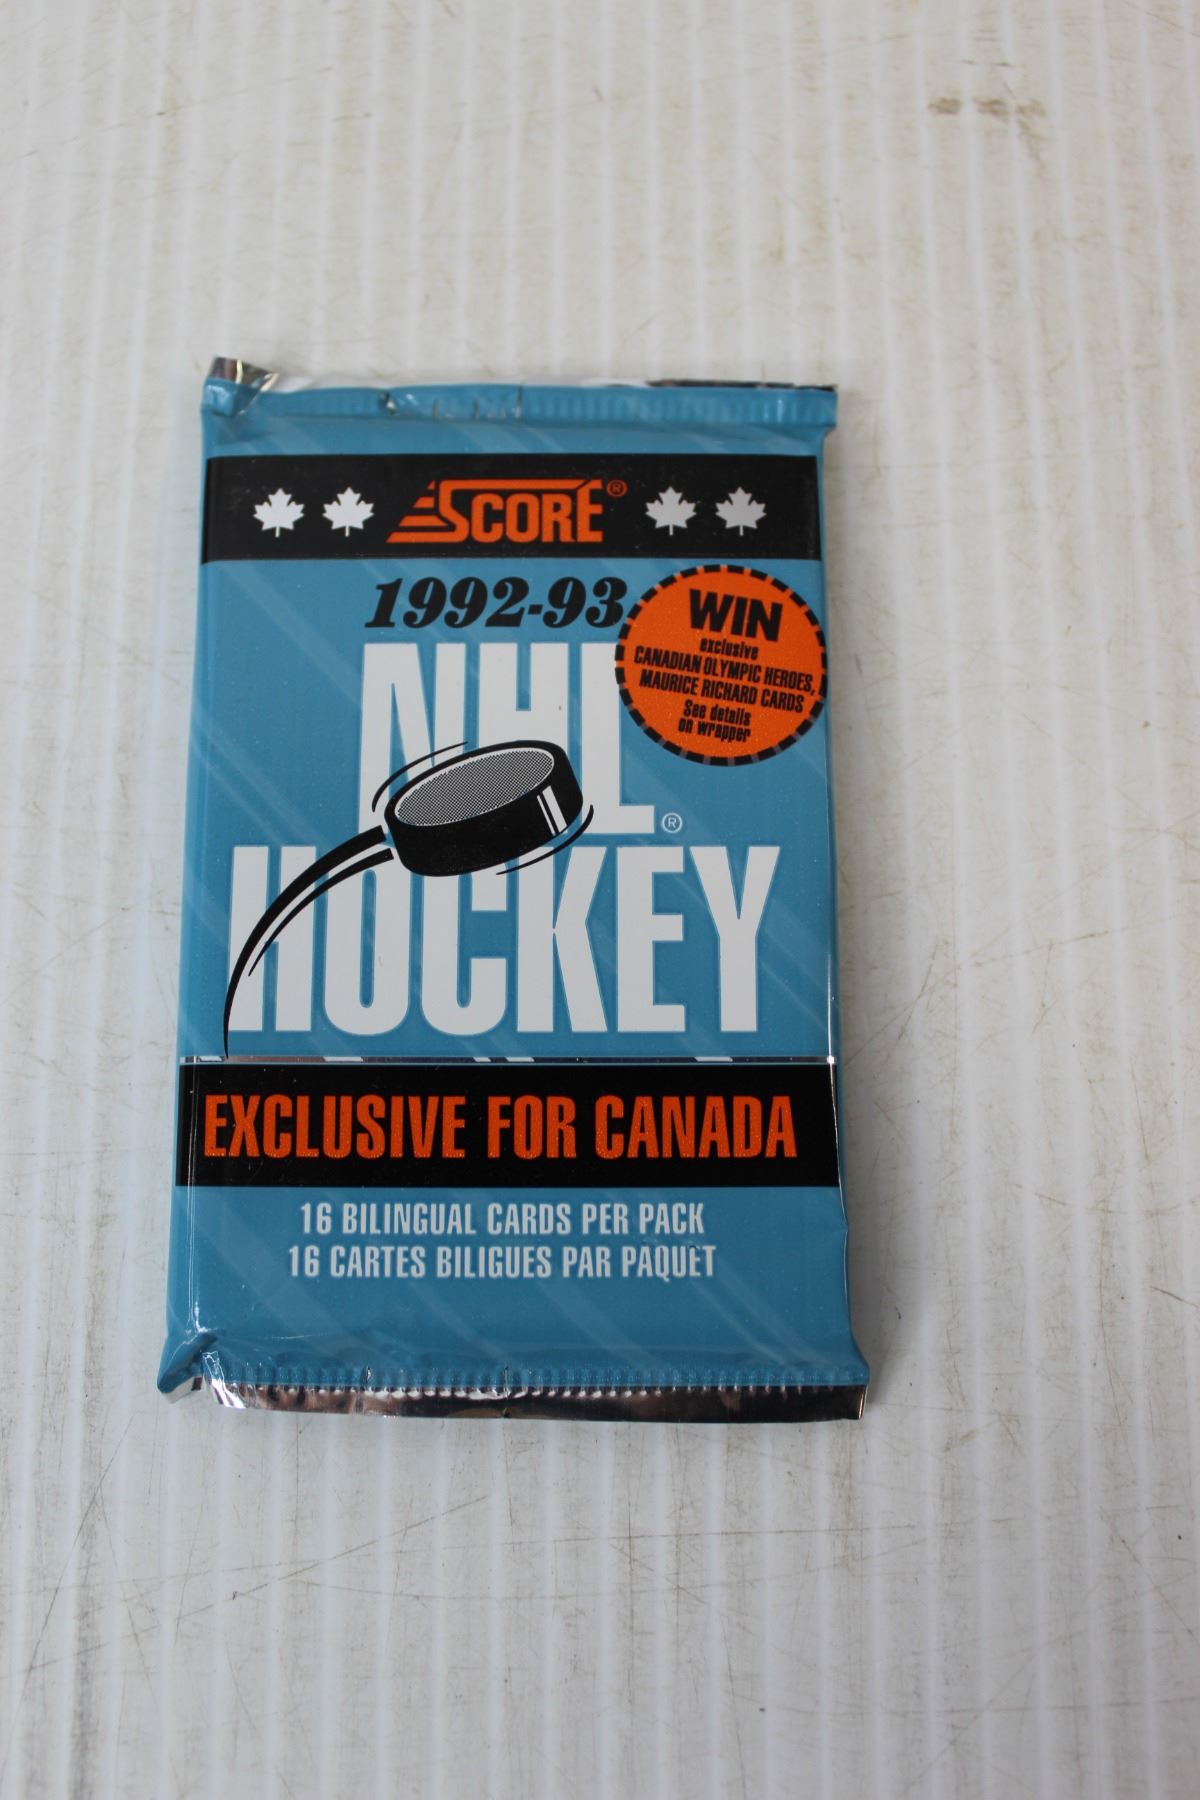 SCORE®
1992-93
NHL®
HOCKEY
WIN
exclusive
CANADIAN OLYMPIC HEROES,
MAURICE RICHARD CARDS
See details
on wrapper
EXCLUSIVE FOR CANADA
16 BILINGUAL CARDS PER PACK
16 CARTES BILIGUES PAR PAQUET